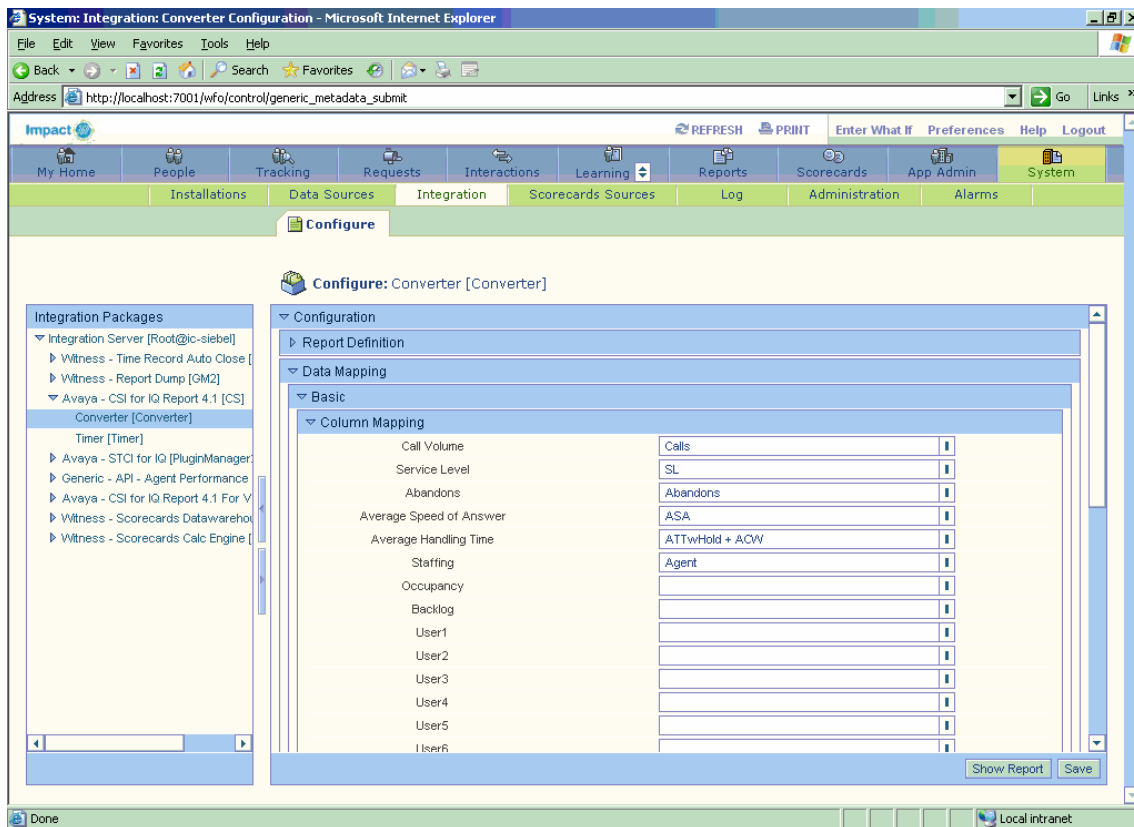 System: Integration: Converter Configuration - Microsoft Internet Explorer
File Edit View Favorites Tools Help
Back Search Favorites
Address http://localhost:7001/wfo/control/generic_metadata_submit Go Links »
Impact REFRESH PRINT Enter What If Preferences Help Logout
My Home People Tracking Requests Interactions Learning Reports Scorecards App Admin System
Installations Data Sources Integration Scorecards Sources Log Administration Alarms
Configure
Configure: Converter [Converter]
Integration Packages
Integration Server [Root@ic-siebel]
Witness - Time Record Auto Close [
Witness - Report Dump [GM2]
Avaya - CSI for IQ Report 4.1 [CS]
Converter [Converter]
Timer [Timer]
Avaya - STCI for IQ [PluginManager
Generic - API - Agent Performance
Avaya - CSI for IQ Report 4.1 For V
Witness - Scorecards Datawarehou
Witness - Scorecards Calc Engine [
Configuration
Report Definition
Data Mapping
Basic
Column Mapping
Call Volume Calls
Service Level SL
Abandons Abandons
Average Speed of Answer ASA
Average Handling Time ATTwHold + ACW
Staffing Agent
Occupancy
Backlog
User1
User2
User3
User4
User5
User6
Show Report Save
Done Local intranet